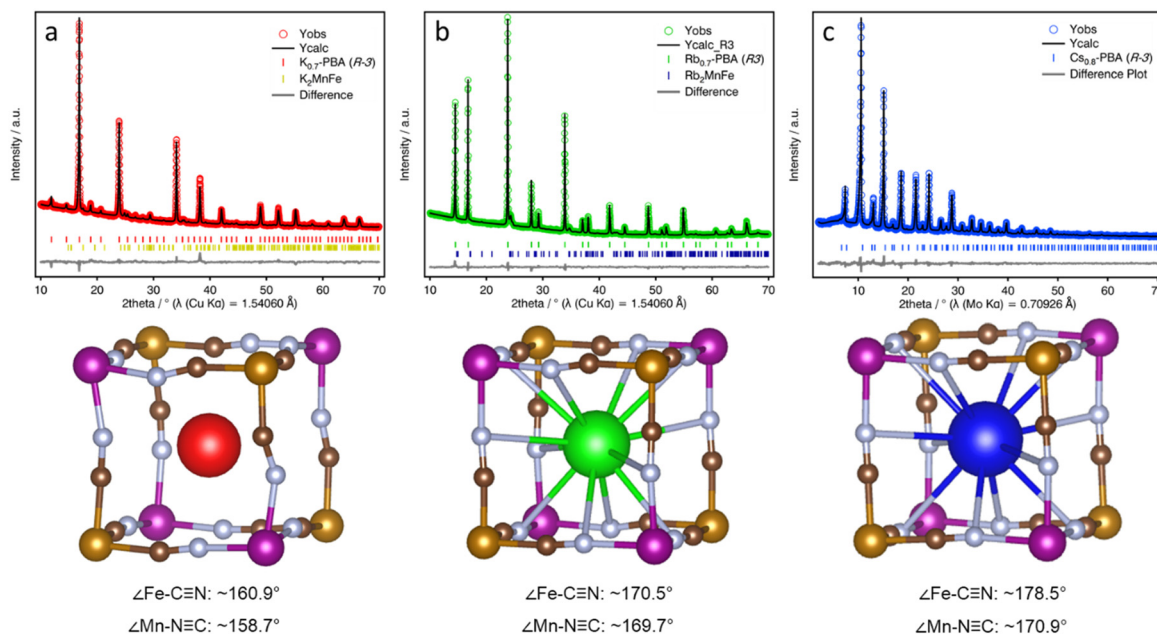 a
Yobs
Ycalc
K0.7-PBA (R-3)
K2MnFe
Difference
Intensity / a.u.
10 20 30 40 50 60 70
2theta / ° (λ (Cu Kα) = 1.54060 Å)
b
Yobs
Ycalc_R3
Rb0.7-PBA (R3)
Rb2MnFe
Difference
Intensity / a.u.
10 20 30 40 50 60 70
2theta / ° (λ (Cu Kα) = 1.54060 Å)
c
Yobs
Ycalc
Cs0.8-PBA (R-3)
Difference Plot
Intensity / a.u.
10 20 30 40 50 60 70
2theta / ° (λ (Mo Kα) = 0.70926 Å)
∠Fe-C≡N: ~160.9°
∠Mn-N≡C: ~158.7°
∠Fe-C≡N: ~170.5°
∠Mn-N≡C: ~169.7°
∠Fe-C≡N: ~178.5°
∠Mn-N≡C: ~170.9°